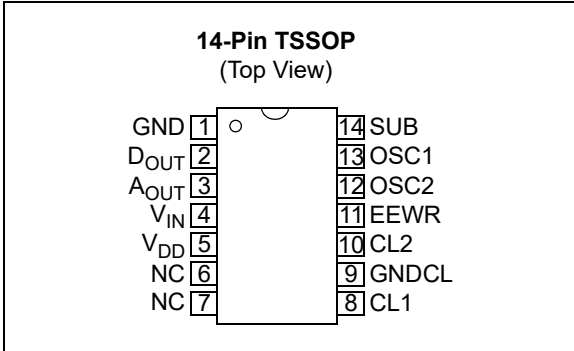 14-Pin TSSOP
(Top View)
GND 1
DOUT 2
AOUT 3
VIN 4
VDD 5
NC 6
NC 7
14 SUB
13 OSC1
12 OSC2
11 EEWR
10 CL2
9 GNDCL
8 CL1